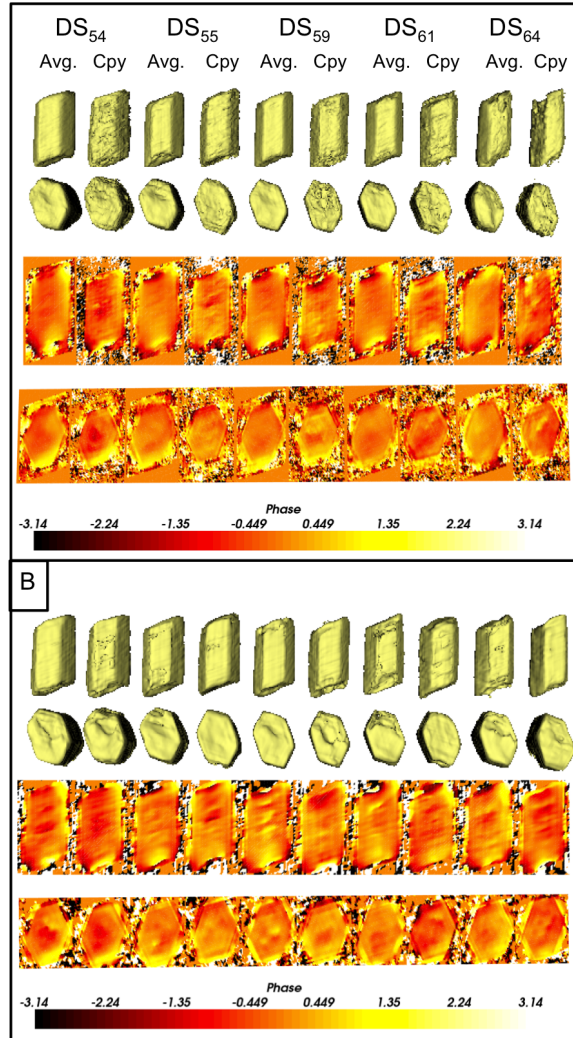 DS54 DS55 DS59 DS61 DS64
Avg. Cpy Avg. Cpy Avg. Cpy Avg. Cpy Avg. Cpy
Phase
-3.14 -2.24 -1.35 -0.449 0.449 1.35 2.24 3.14
B
Phase
-3.14 -2.24 -1.35 -0.449 0.449 1.35 2.24 3.14